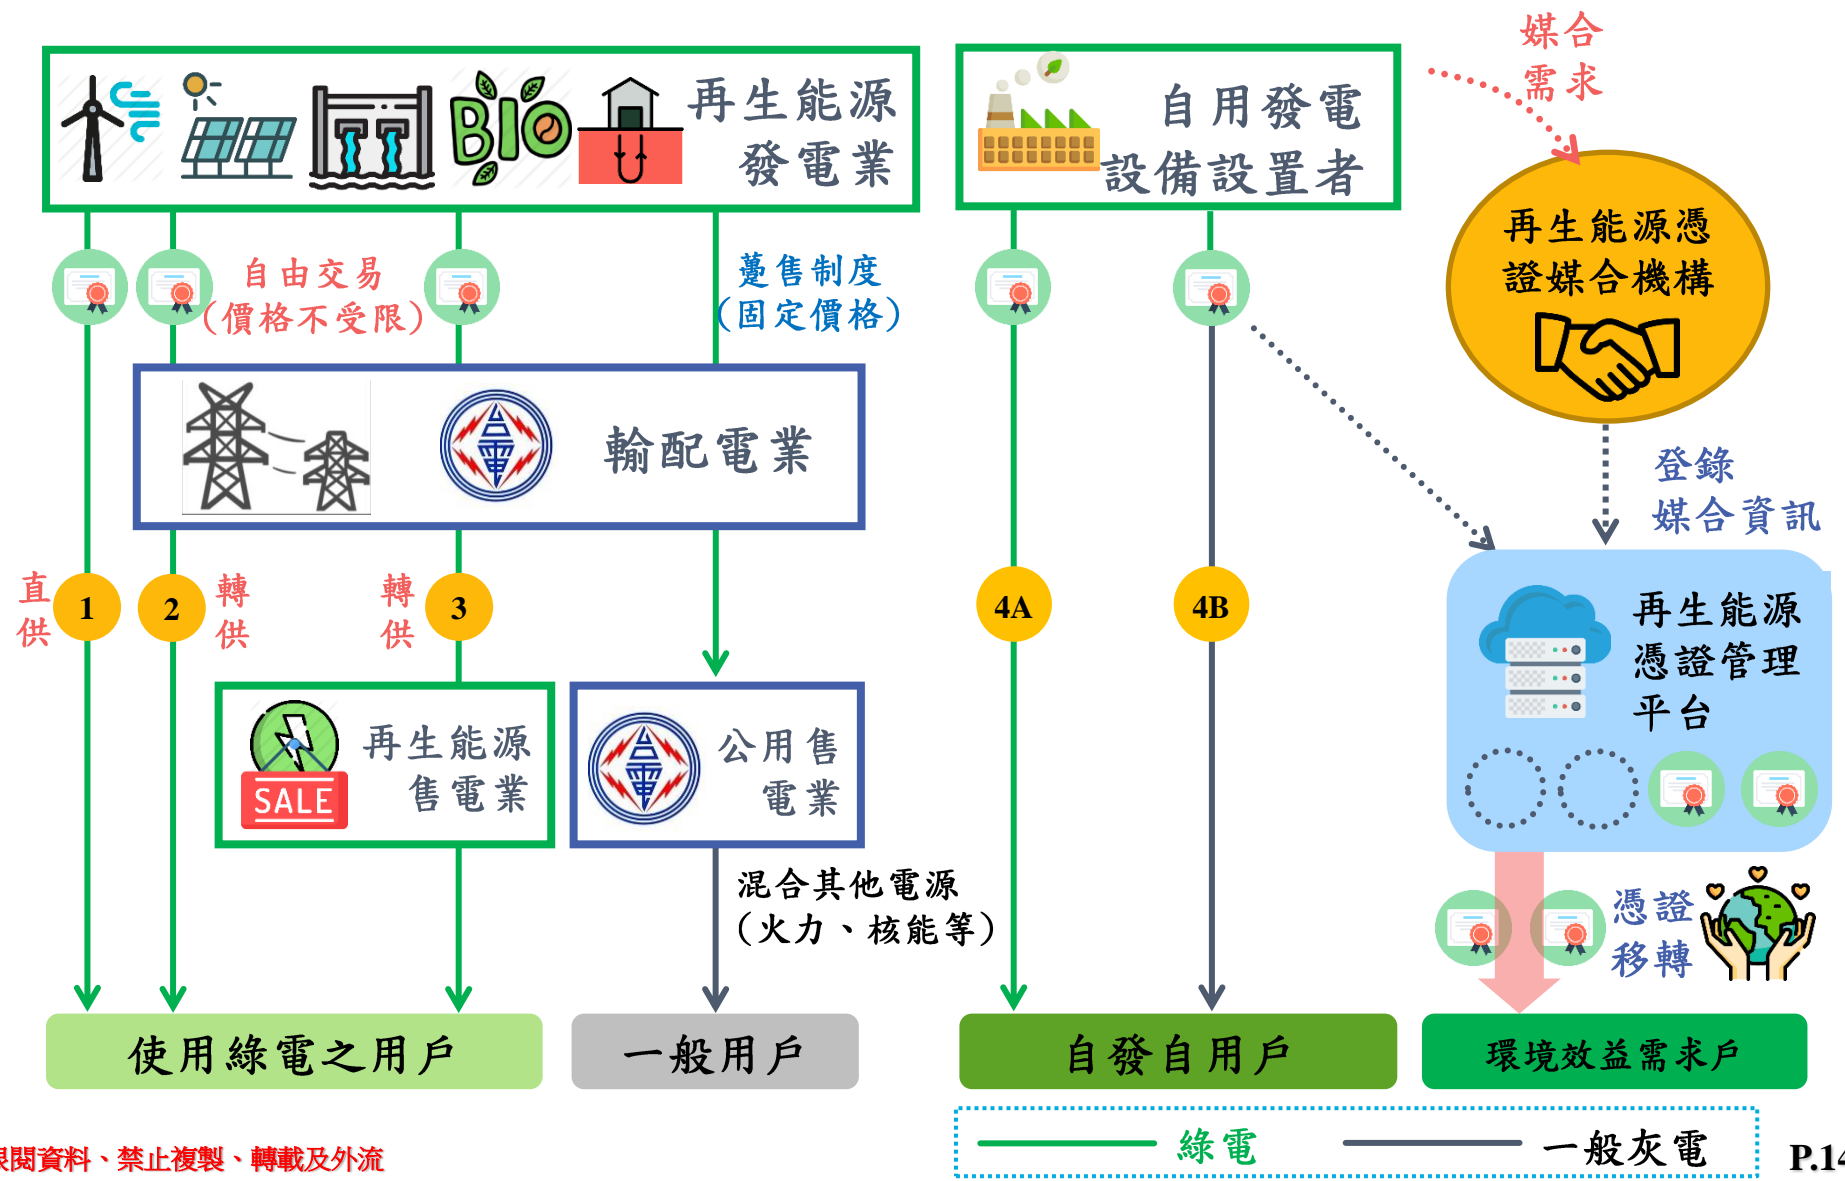 再生能源
發電業
BIO
自用發電
設備設置者
媒合
需求
再生能源憑
證媒合機構
自由交易
(價格不受限)
躉售制度
(固定價格)
台電
輸配電業
登錄
媒合資訊
直
供
1
2
轉
供
轉
供
3
4A
4B
再生能源
憑證管理
平台
SALE
再生能源
售電業
台電
公用售
電業
混合其他電源
(火力、核能等)
憑證
移轉
使用綠電之用戶
一般用戶
自發自用戶
環境效益需求戶
綠電
一般灰電
限閱資料、禁止複製、轉載及外流
P.14